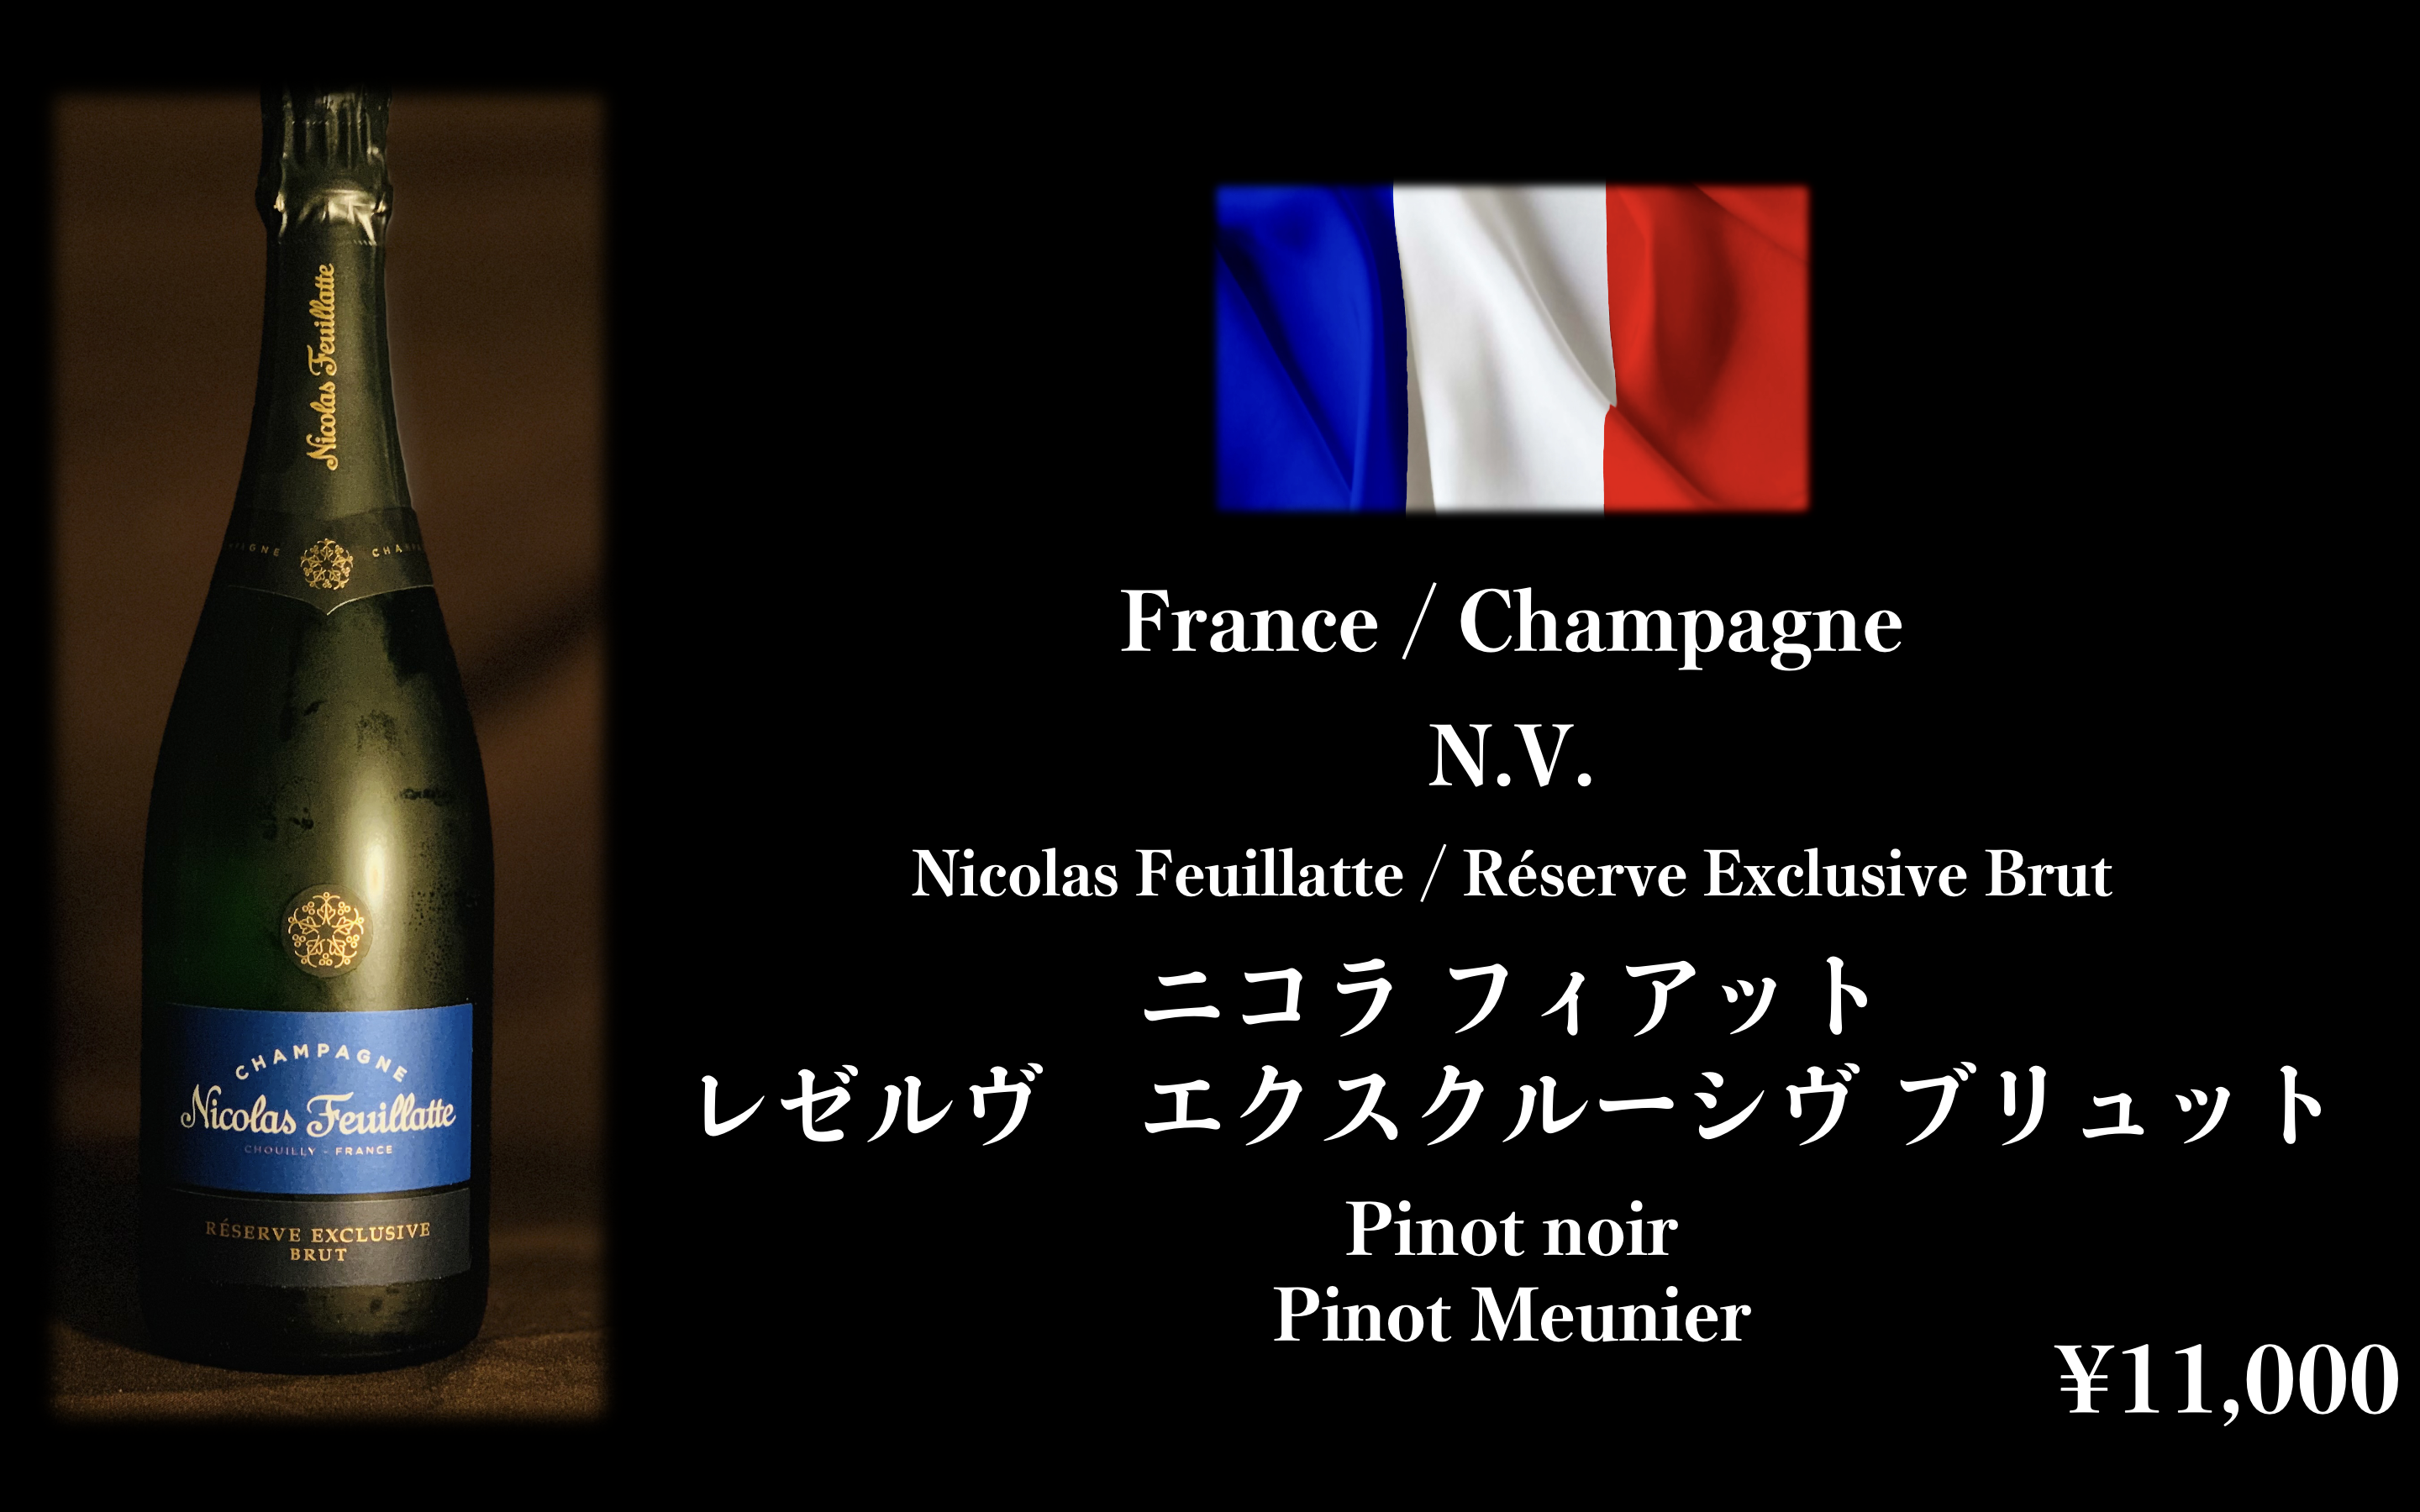 Nicolas Feuillatte
CHAMPAGNE
Nicolas Feuillatte
CHOUILLY - FRANCE
RÉSERVE EXCLUSIVE
BRUT
France / Champagne
N.V.
Nicolas Feuillatte / Réserve Exclusive Brut
ニコラ フィアット
レゼルヴ　エクスクルーシヴ ブリュット
Pinot noir
Pinot Meunier
¥11,000